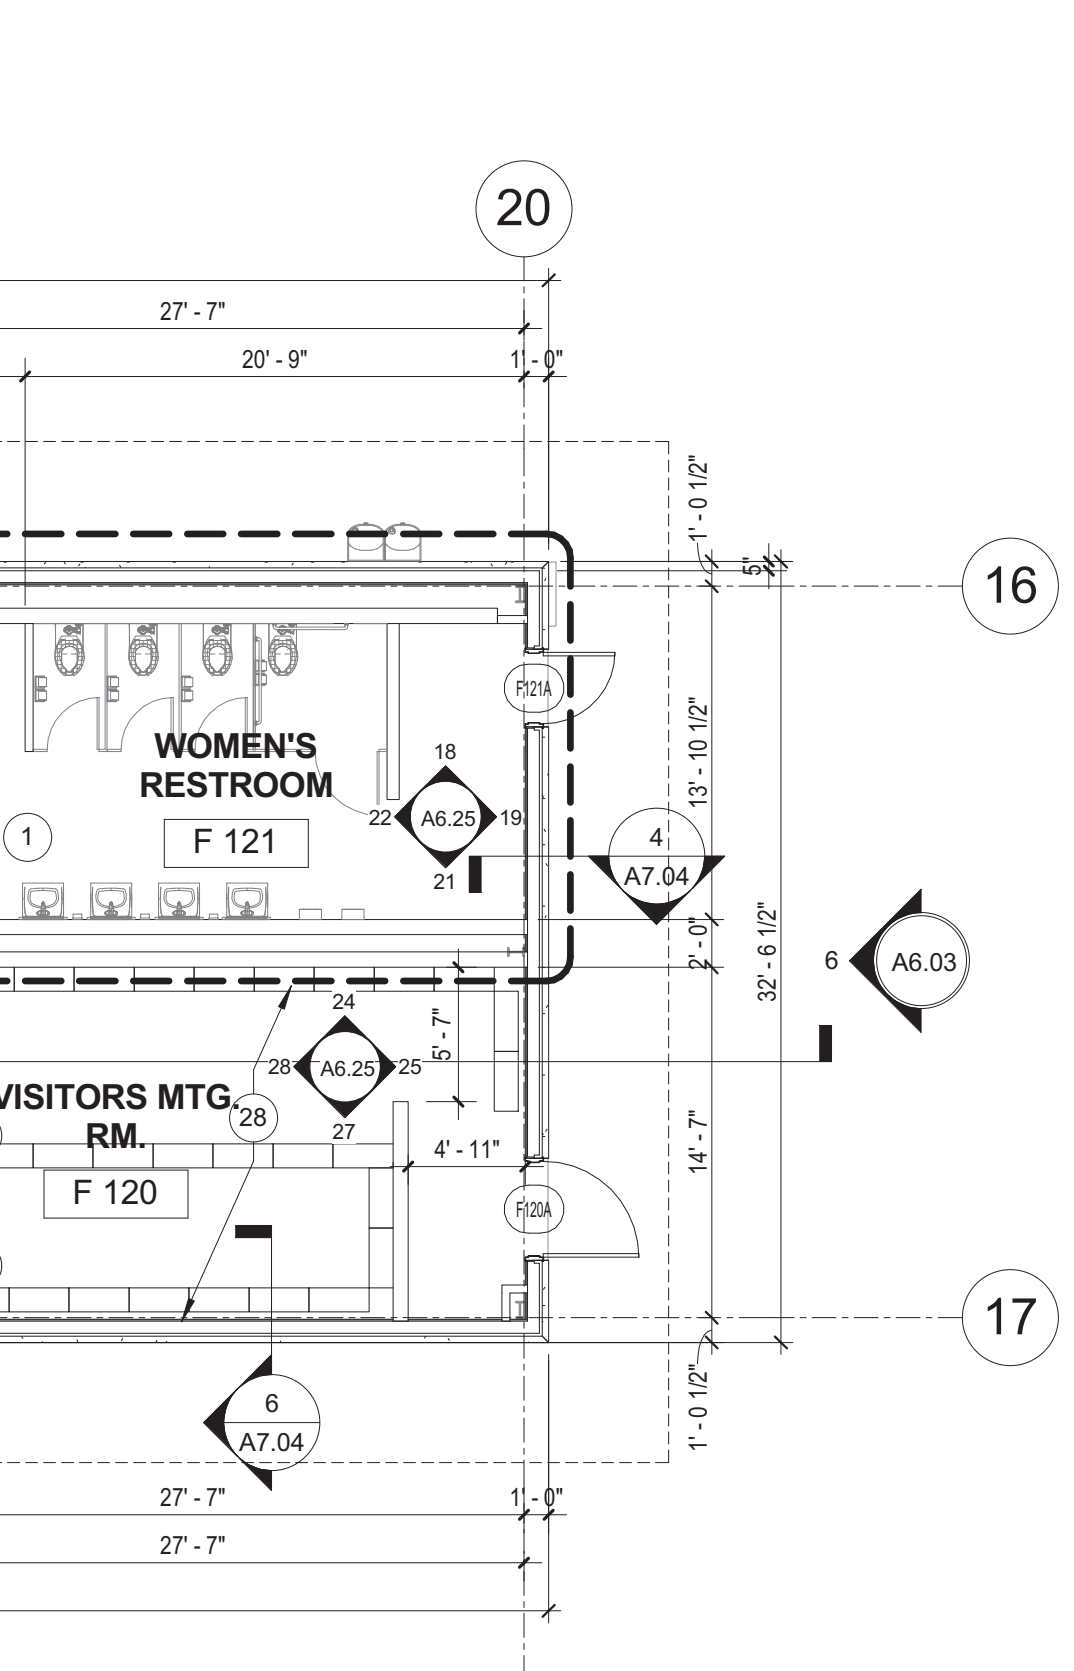 20
27' - 7"
20' - 9"
1' - 0"
1' - 0 1/2"
5"
16
F121A
13' - 10 1/2"
WOMEN'S
RESTROOM
F 121
1
18
22
A6.25
19
21
4
A7.04
2' - 0"
32' - 6 1/2"
6
A6.03
24
28
A6.25
25
27
5' - 7"
VISITORS MTG.
RM.
28
4' - 11"
14' - 7"
F 120
F120A
17
1' - 0 1/2"
6
A7.04
27' - 7"
1' - 0"
27' - 7"